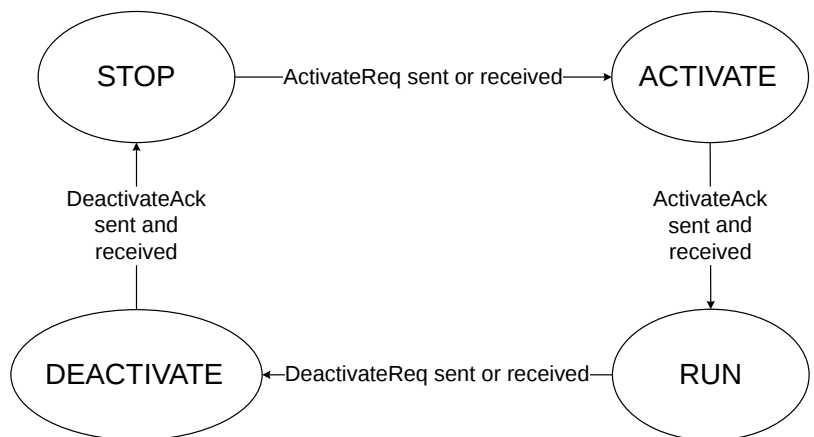 STOP
ActivateReq sent or received
ACTIVATE
DeactivateAck
sent and
received
ActivateAck
sent and
received
DEACTIVATE
DeactivateReq sent or received
RUN